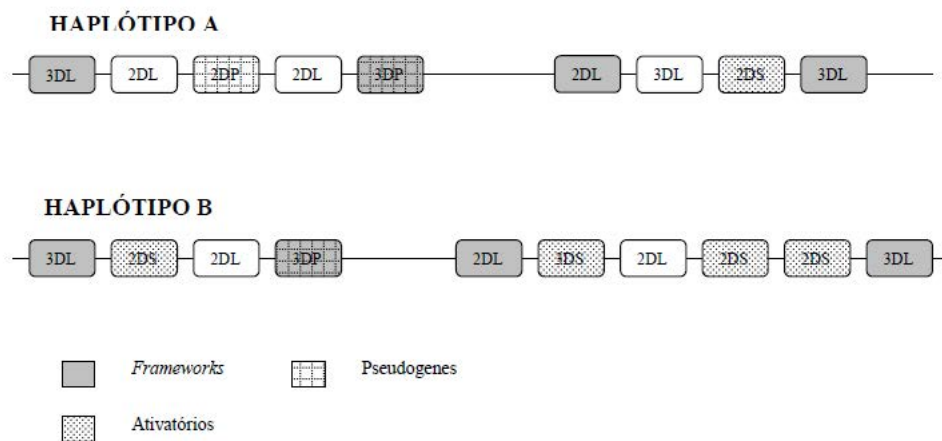 HAPLÓTIPO A
3DL 2DL 2DP 2DL 3DP 2DL 3DL 2DS 3DL
HAPLÓTIPO B
3DL 2DS 2DL 3DP 2DL 3DS 2DL 2DS 2DS 3DL
Frameworks Pseudogenes
Ativatórios